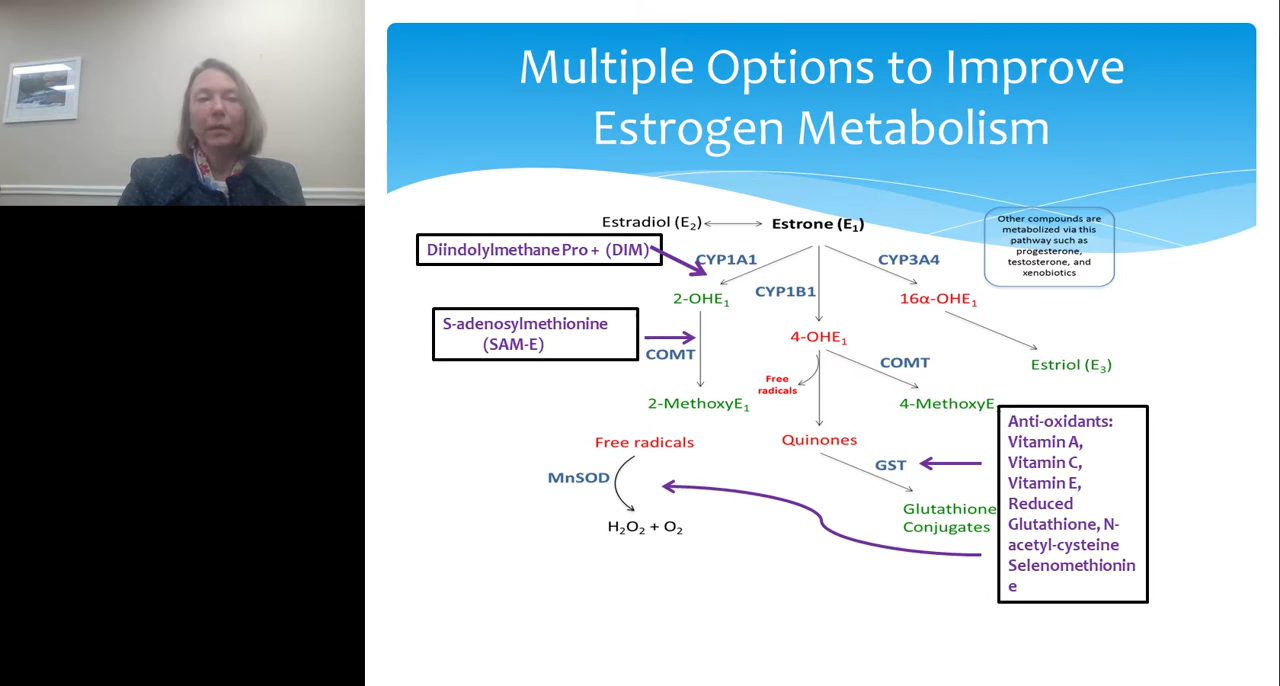 Multiple Options to Improve
Estrogen Metabolism
Estradiol (E₂)
Estrone (E₁)
Other compounds are
metabolized via this
pathway such as
progesterone,
testosterone, and
xenobiotics
Diindolylmethane Pro + (DIM)
CYP1A1
CYP3A4
CYP1B1
2-OHE₁
16α-OHE₁
S-adenosylmethionine
(SAM-E)
4-OHE₁
COMT
COMT
Estriol (E₃)
Free
radicals
2-MethoxyE₁
4-MethoxyE
Anti-oxidants:
Vitamin A,
Vitamin C,
Vitamin E,
Reduced
Glutathione, N-
acetyl-cysteine
Selenomethionin
e
Free radicals
Quinones
GST
MnSOD
Glutathione
Conjugates
H₂O₂ + O₂